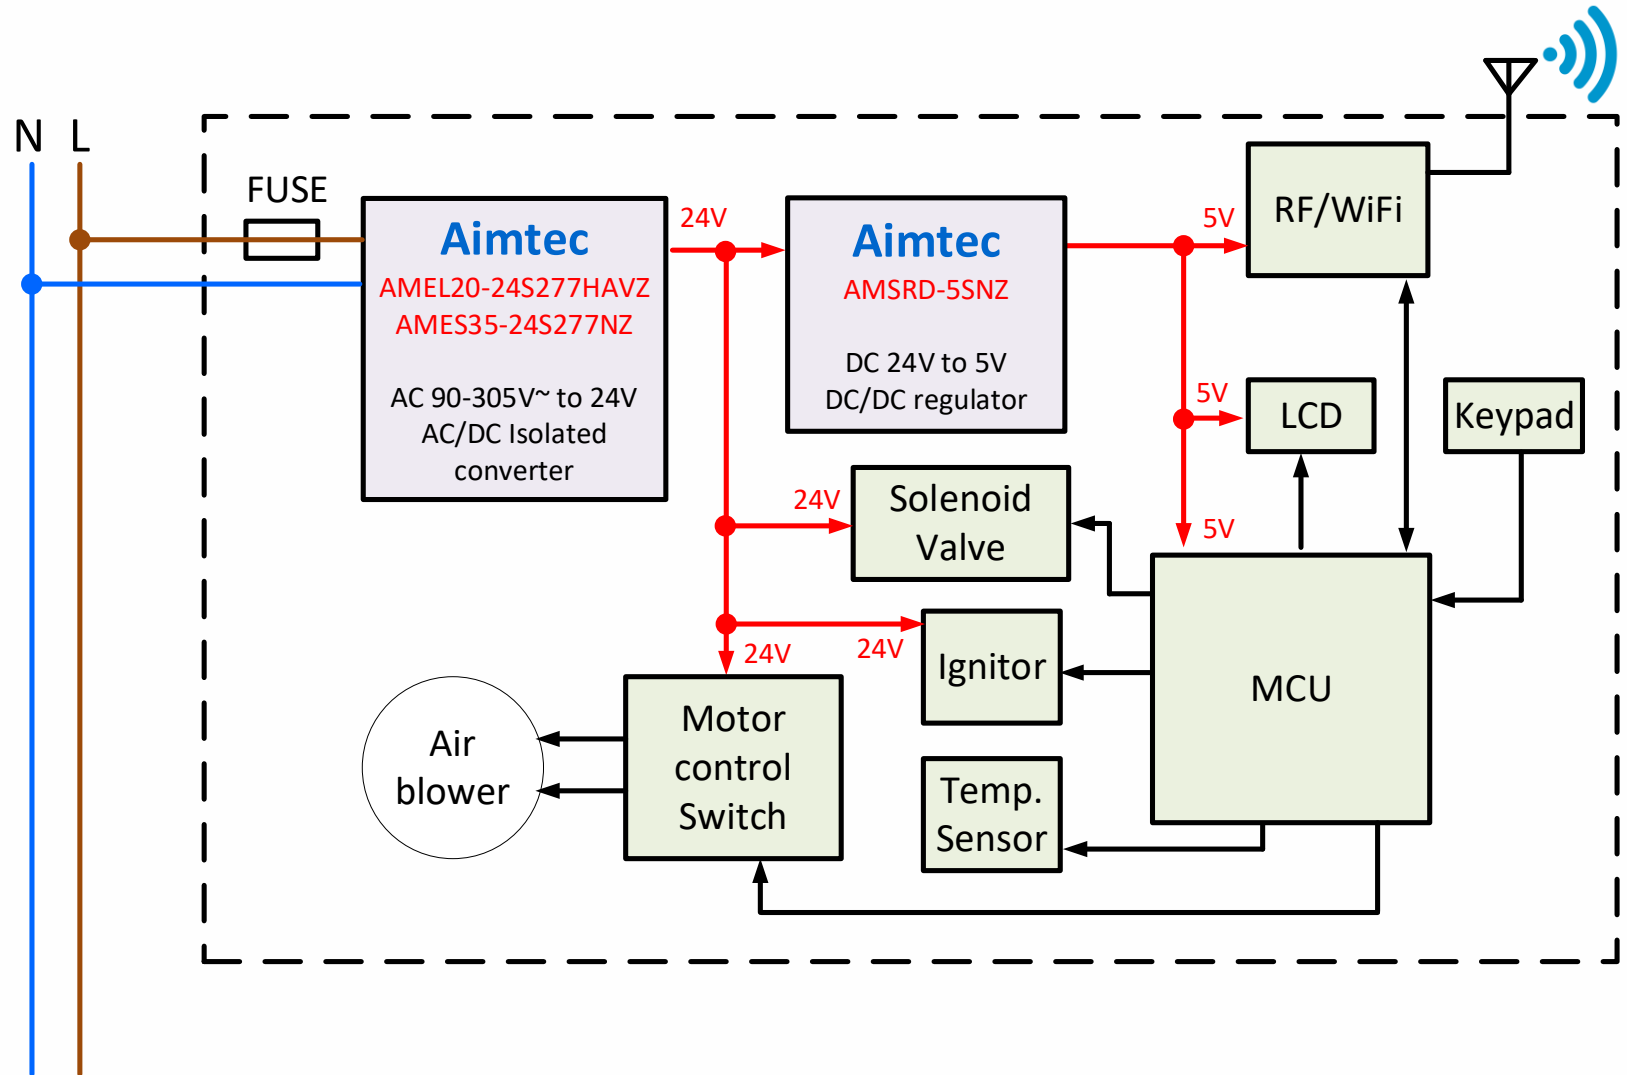 N L
FUSE
Aimtec
AMEL20-24S277HAVZ
AMES35-24S277NZ
AC 90-305V~ to 24V
AC/DC Isolated
converter
24V
Aimtec
AMSRD-5SNZ
DC 24V to 5V
DC/DC regulator
5V
RF/WiFi
5V
LCD
Keypad
24V
Solenoid
Valve
5V
24V
24V
Ignitor
MCU
Air
blower
Motor
control
Switch
Temp.
Sensor